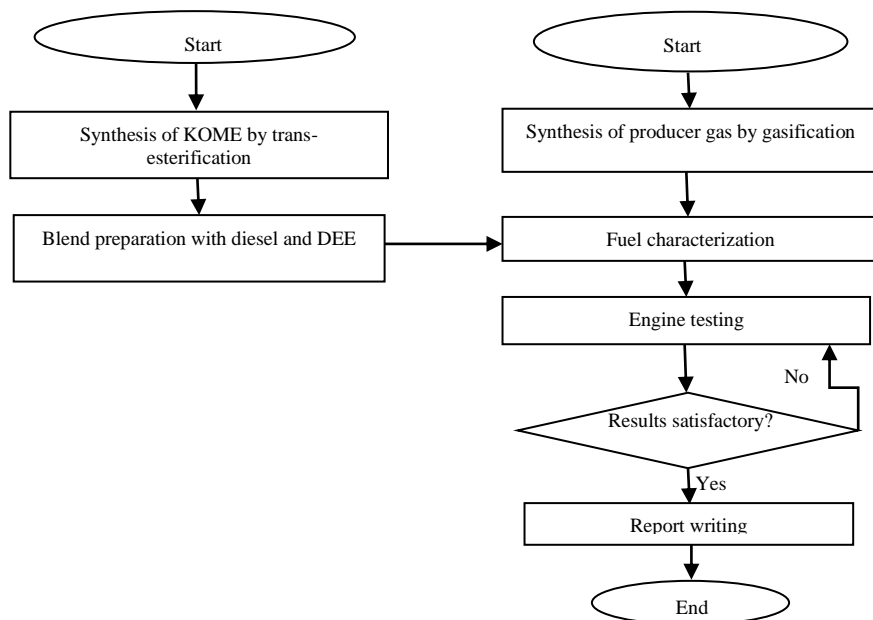 Start
Synthesis of KOME by trans-
esterification
Blend preparation with diesel and DEE
Start
Synthesis of producer gas by gasification
Fuel characterization
Engine testing
No
Results satisfactory?
Yes
Report writing
End